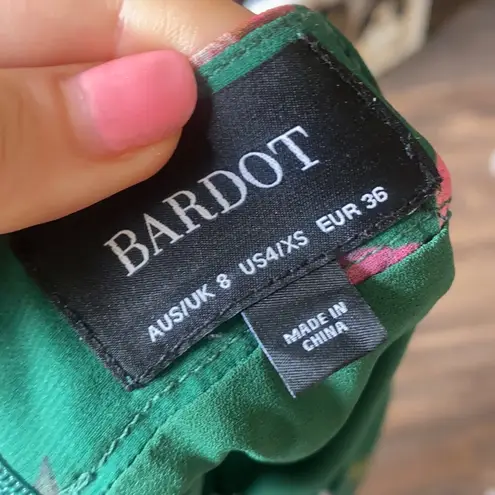 BARDOT
AUS/UK 8 US4/XS EUR 36
MADE IN
CHINA